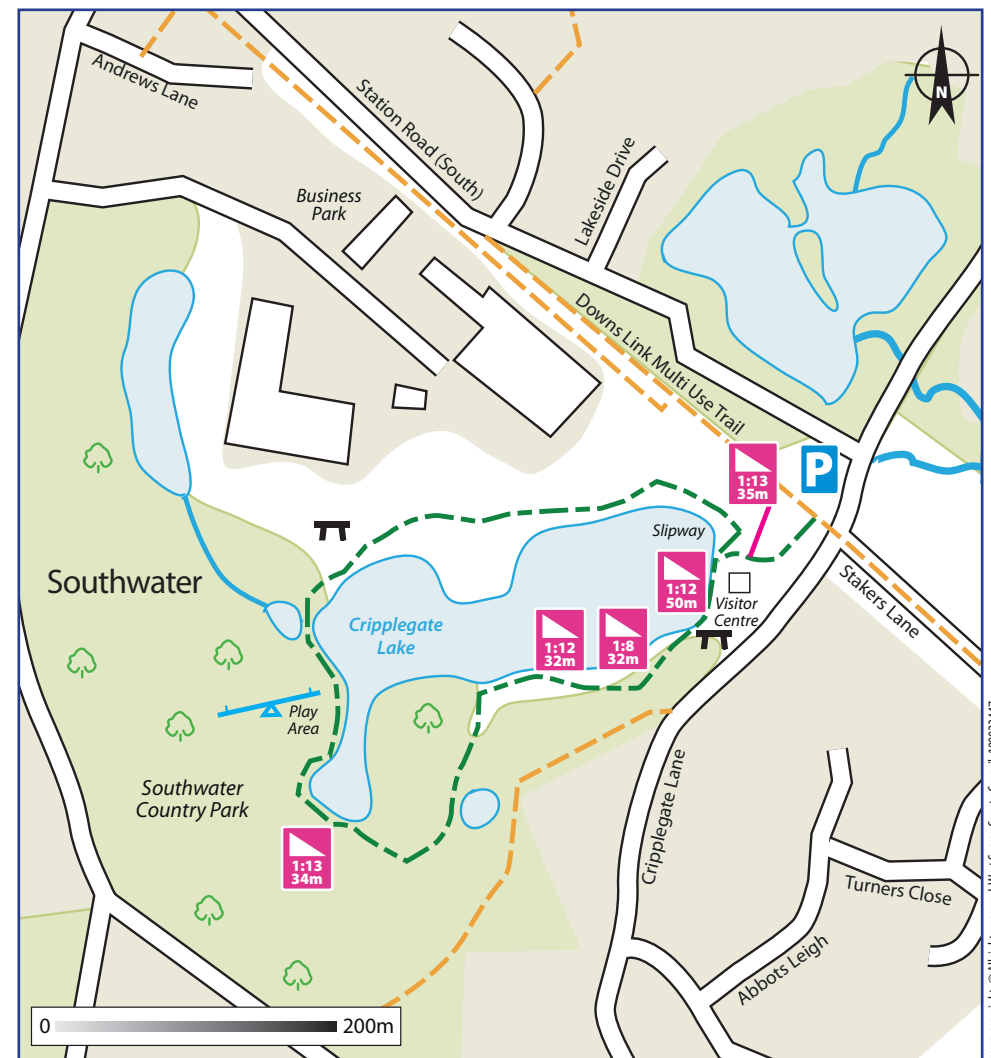 Andrews Lane
Station Road (South)
N
Business
Park
Lakeside Drive
Downs Link Multi Use Trail
1:13
35m
P
Slipway
Southwater
1:12
50m
Visitor
Centre
Stakers Lane
Cripplegate
Lake
1:12
32m
1:8
32m
Play
Area
Southwater
Country Park
1:13
34m
Cripplegate Lane
Turners Close
Abbots Leigh
0
200m